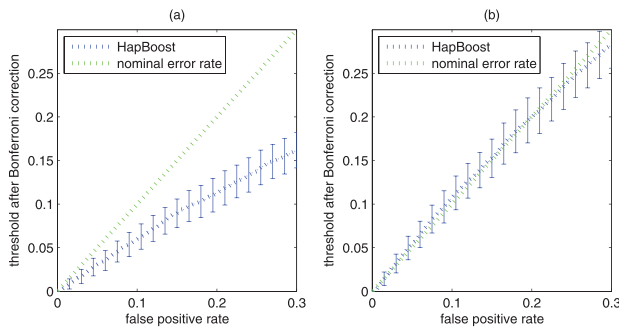 (a)
HapBoost
nominal error rate
threshold after Bonferroni correction
0.25
0.2
0.15
0.1
0.05
0
0
0.1
0.2
0.3
false positive rate
(b)
HapBoost
nominal error rate
threshold after Bonferroni correction
0.25
0.2
0.15
0.1
0.05
0
0
0.1
0.2
0.3
false positive rate